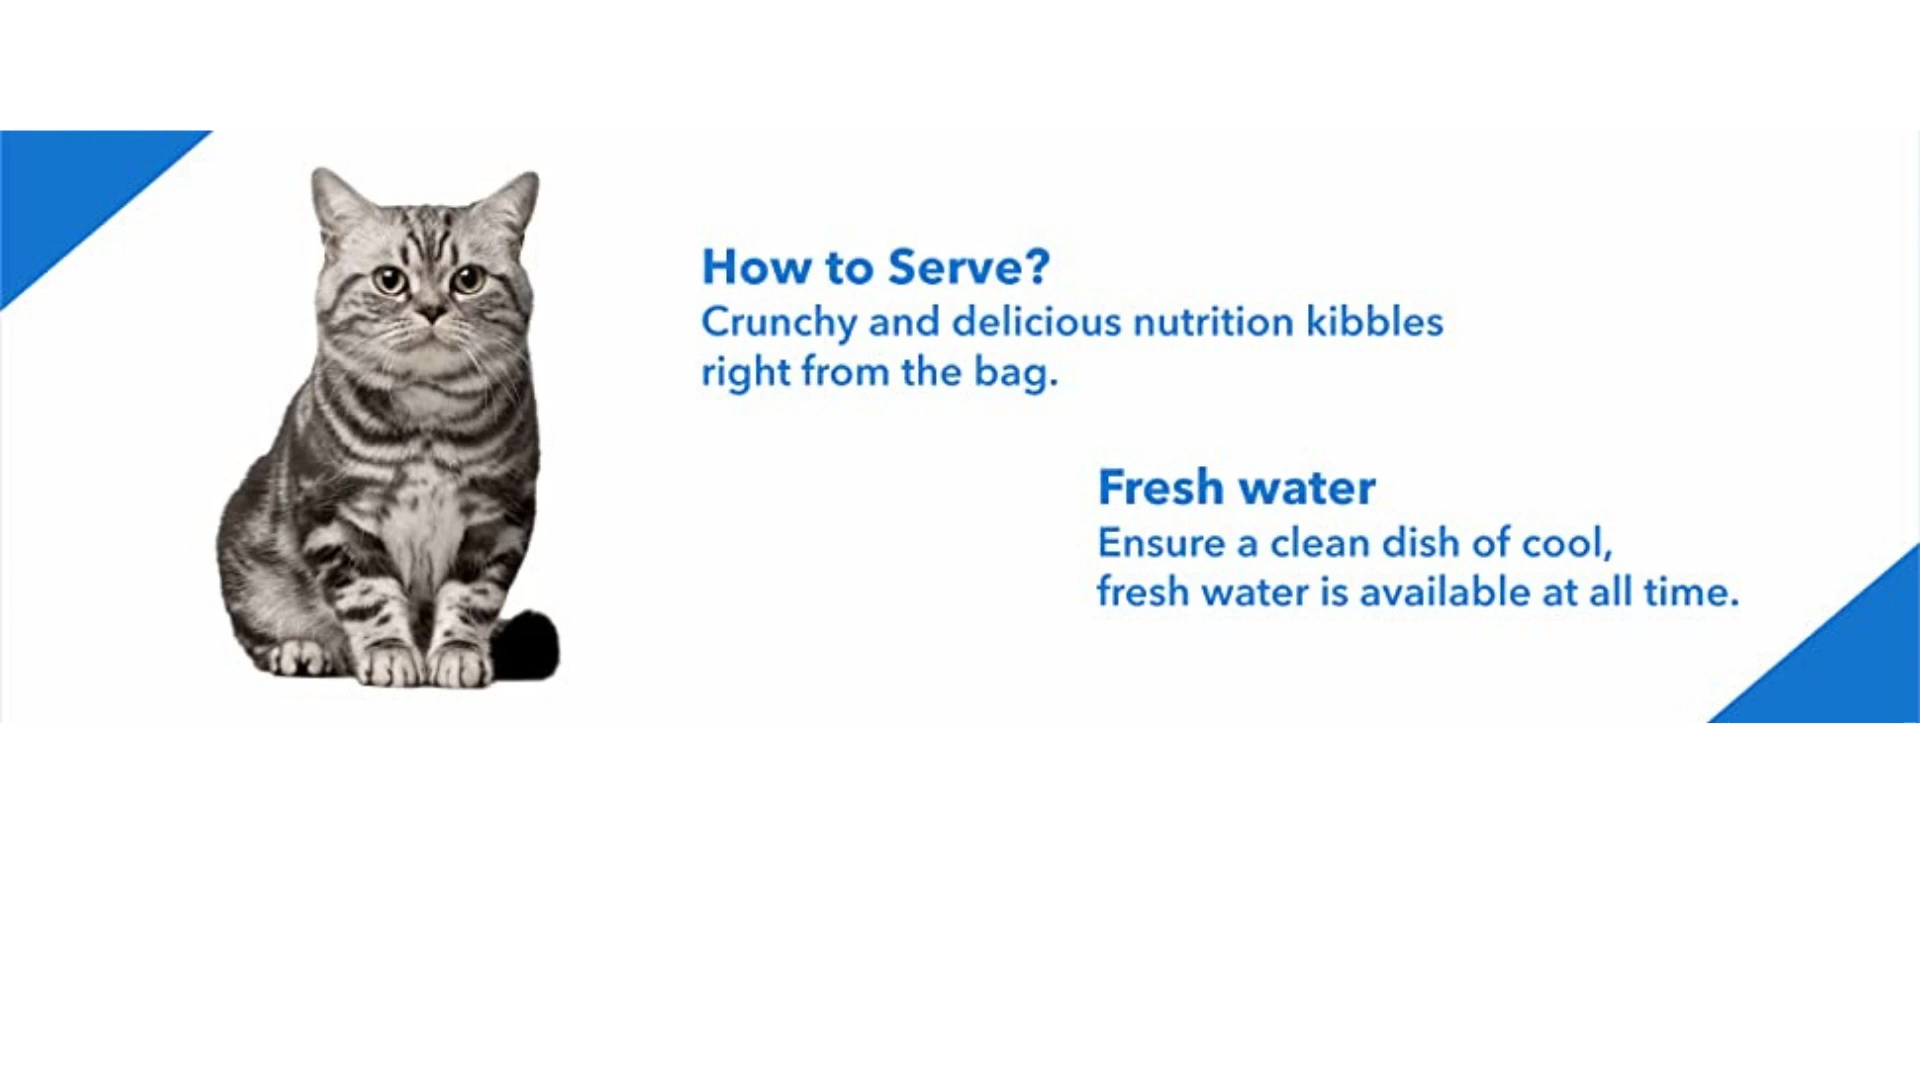 How to Serve?
Crunchy and delicious nutrition kibbles
right from the bag.
Fresh water
Ensure a clean dish of cool,
fresh water is available at all time.